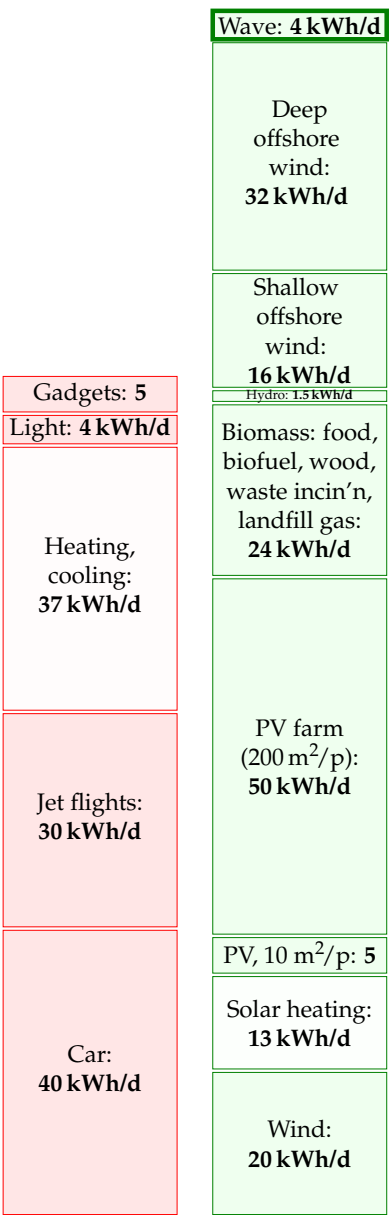 Gadgets: 5
Light: 4 kWh/d
Heating,
cooling:
37 kWh/d
Jet flights:
30 kWh/d
Car:
40 kWh/d
Wave: 4 kWh/d
Deep
offshore
wind:
32 kWh/d
Shallow
offshore
wind:
16 kWh/d
Hydro: 1.5 kWh/d
Biomass: food,
biofuel, wood,
waste incin'n,
landfill gas:
24 kWh/d
PV farm
(200 m²/p):
50 kWh/d
PV, 10 m²/p: 5
Solar heating:
13 kWh/d
Wind:
20 kWh/d